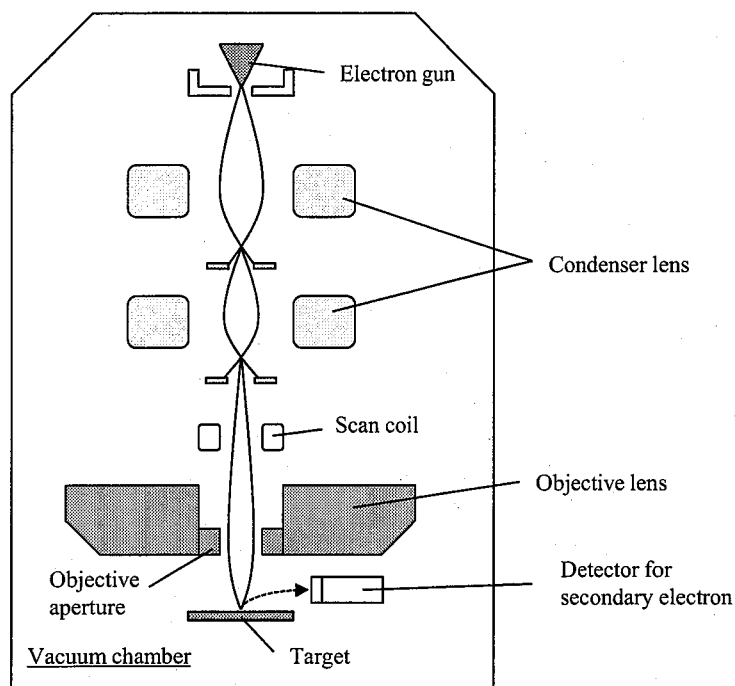 Electron gun
Condenser lens
Scan coil
Objective lens
Objective
aperture
Detector for
secondary electron
Vacuum chamber
Target